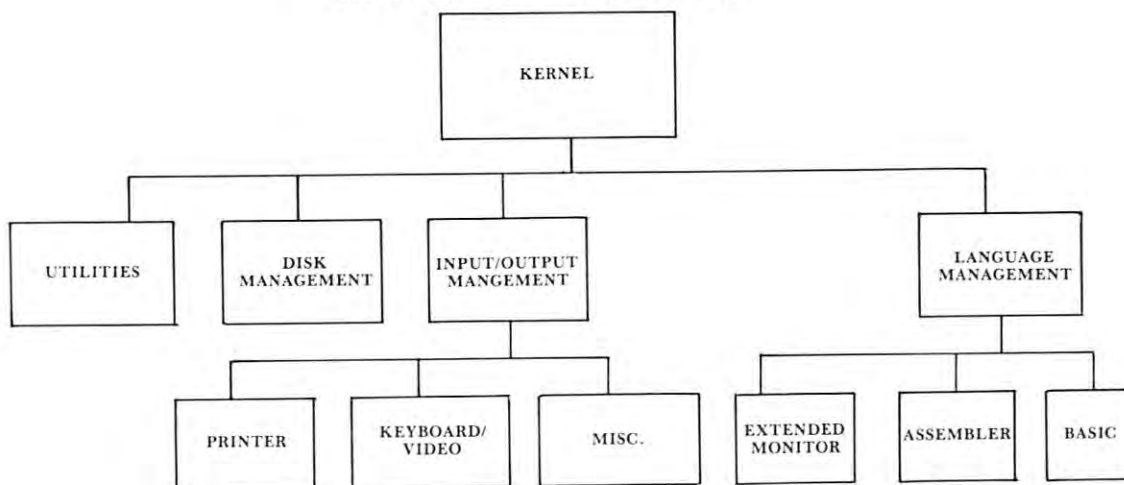 KERNEL
UTILITIES
DISK
MANAGEMENT
INPUT/OUTPUT
MANGEMENT
LANGUAGE
MANAGEMENT
PRINTER
KEYBOARD/
VIDEO
MISC.
EXTENDED
MONITOR
ASSEMBLER
BASIC